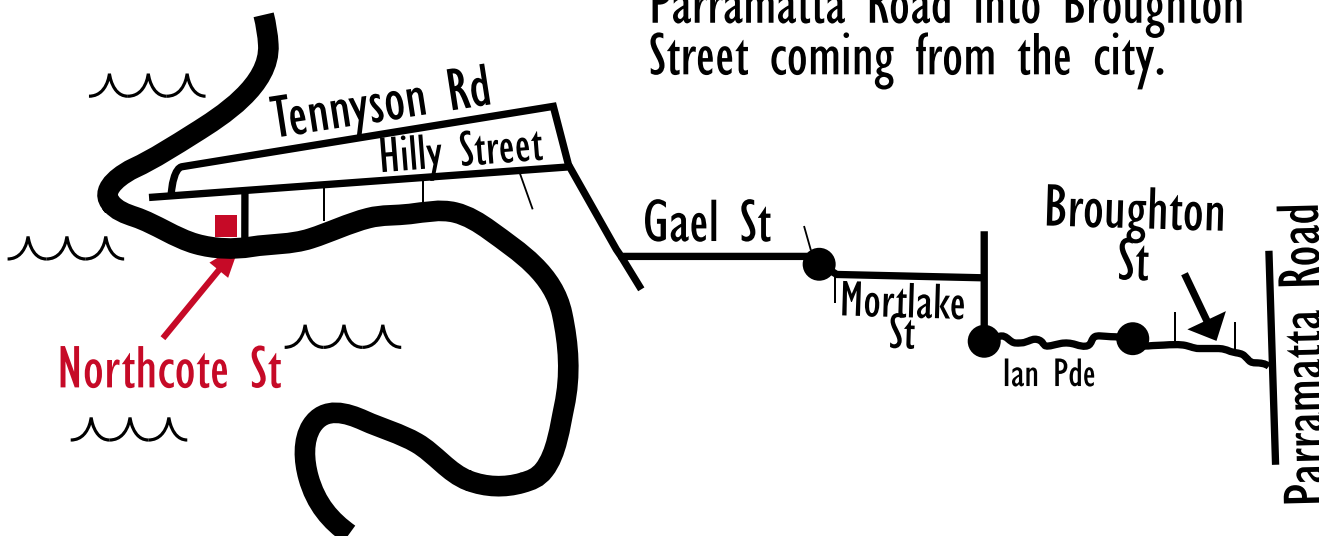 Parramatta Road into Broughton
Street coming from the city.
Tennyson Rd
Hilly Street
Gael St
Broughton
St
Mortlake
St
Ian Pde
Parramatta Road
Northcote St